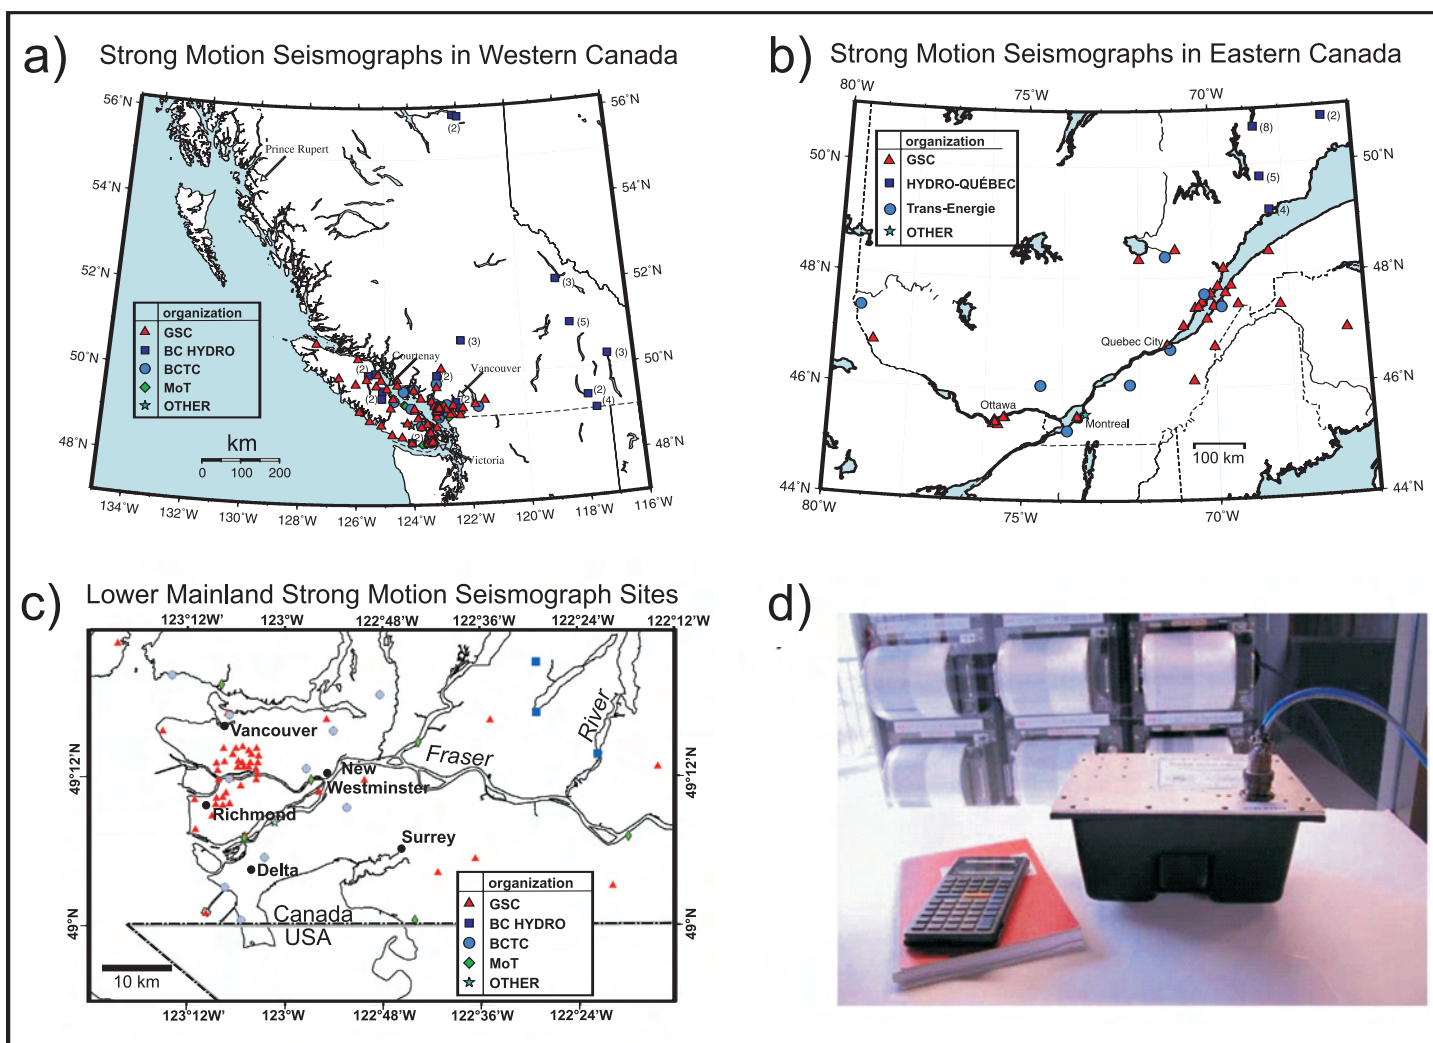 a) Strong Motion Seismographs in Western Canada
56°N
56°N
(2)
Prince Rupert
54°N
54°N
52°N
52°N
(3)
organization
GSC
BC HYDRO
BCTC
MoT
OTHER
(5)
(3)
(3)
50°N
50°N
Courtenay
Vancouver
(2)
(2)
(2)
(2)
(2)
(4)
(2)
48°N
48°N
km
0 100 200
Victoria
134°W 132°W 130°W 128°W 126°W 124°W 122°W 120°W 118°W 116°W
b) Strong Motion Seismographs in Eastern Canada
80°W
75°W
70°W
(2)
(8)
organization
GSC
HYDRO-QUÉBEC
Trans-Energie
OTHER
50°N
50°N
(5)
(4)
48°N
48°N
Quebec City
46°N
46°N
Ottawa
Montreal
100 km
44°N
44°N
80°W
75°W
70°W
c) Lower Mainland Strong Motion Seismograph Sites
123°12'W 123°W 122°48'W 122°36'W 122°24'W 122°12'W
Vancouver
River
Fraser
49°12'N
49°12'N
New
Westminster
Richmond
Surrey
Delta
organization
GSC
BC HYDRO
BCTC
MoT
OTHER
Canada
USA
49°N
49°N
10 km
123°12W' 123°W 122°48'W 122°36'W 122°24'W
d)